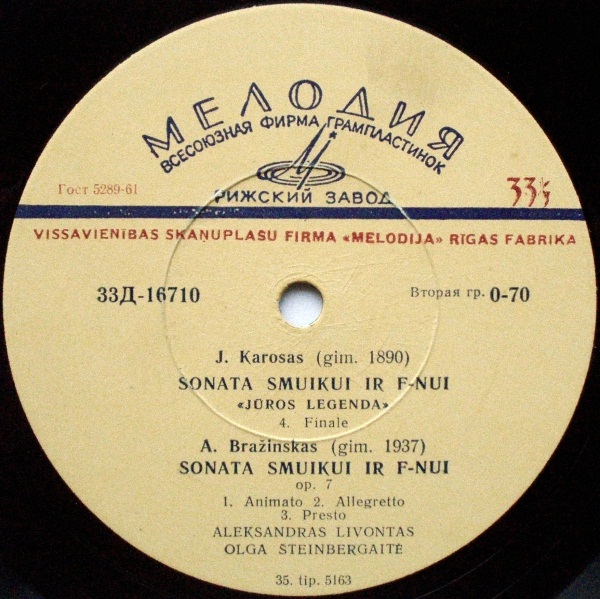 МЕЛОДИЯ
ВСЕСОЮЗНАЯ ФИРМА ГРАМПЛАСТИНОК
РИЖСКИЙ ЗАВОД
Гост 5289-61
33⅓
VISSAVIENĪBAS SKAŅUPLAŠU FIRMA «MELODIJA» RĪGAS FABRIKA
33Д-16710
Вторая гр. 0-70
J. Karosas (gim. 1890)
SONATA SMUIKUI IR F-NUI
«JŪROS LEGENDA»
4. Finale
A. Bražinskas (gim. 1937)
SONATA SMUIKUI IR F-NUI
op. 7
1. Animato 2. Allegretto
3. Presto
ALEKSANDRAS LIVONTAS
OLGA ŠTEINBERGAITĖ
35. tip. 5163